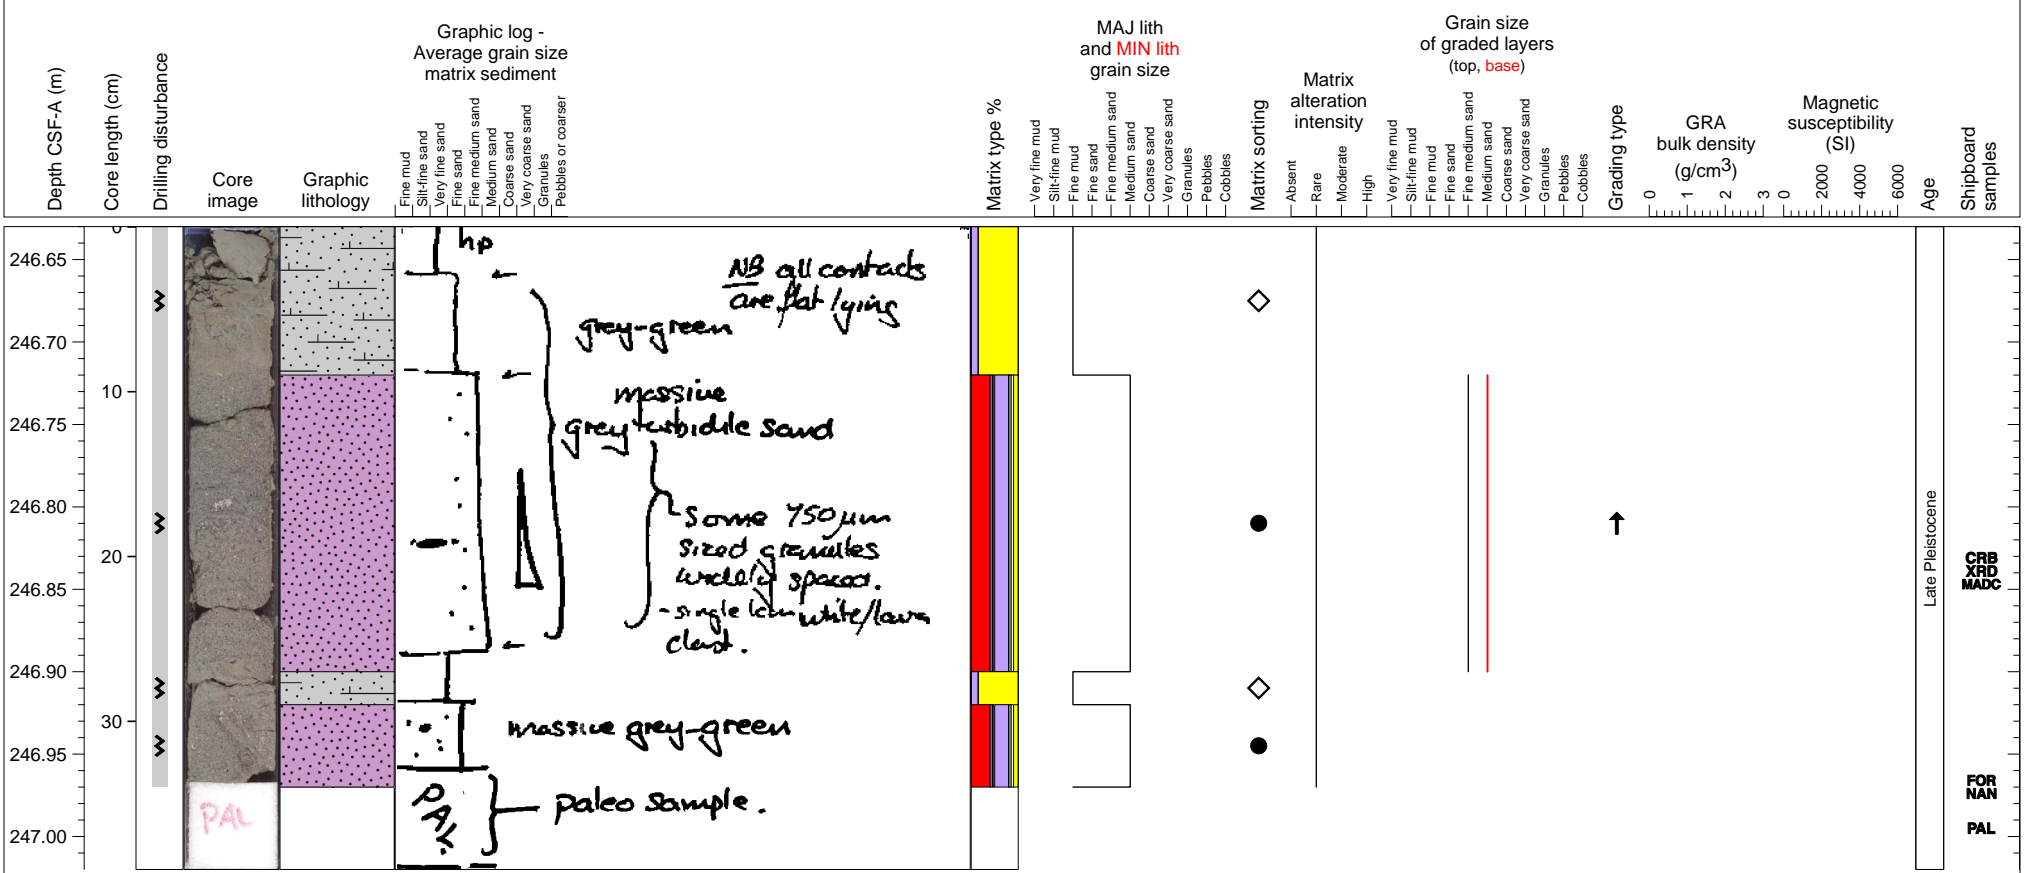 Depth CSF-A (m)
Core length (cm)
Drilling disturbance
Core
image
Graphic
lithology
Graphic log -
Average grain size
matrix sediment
Fine mud
Silt-fine sand
Very fine sand
Fine sand
Fine medium sand
Medium sand
Coarse sand
Very coarse sand
Granules
Pebbles or coarser
Matrix type %
MAJ lith
and MIN lith
grain size
Very fine mud
Silt-fine mud
Fine mud
Fine sand
Fine medium sand
Medium sand
Coarse sand
Very coarse sand
Granules
Pebbles
Cobbles
Matrix sorting
Matrix
alteration
intensity
Absent
Rare
Moderate
High
Grain size
of graded layers
(top, base)
Very fine mud
Silt-fine mud
Fine mud
Fine sand
Fine medium sand
Medium sand
Coarse sand
Very coarse sand
Granules
Pebbles
Cobbles
Grading type
GRA
bulk density
(g/cm3)
0 1 2 3
Magnetic
susceptibility
(SI)
0 2000 4000 6000
Age
Shipboard
samples
246.65
246.70
246.75
246.80
246.85
246.90
246.95
247.00
0
10
20
30
PAL
hp
NB all contacts
are flat lying
grey-green
massive
grey turbidite sand
- Some 750 µm
sized granules
widely spaced.
- single 1cm white/lava
clast.
massive grey-green
PAL.
paleo sample.
Late Pleistocene
CRB
XRD
MADC
FOR
NAN
PAL